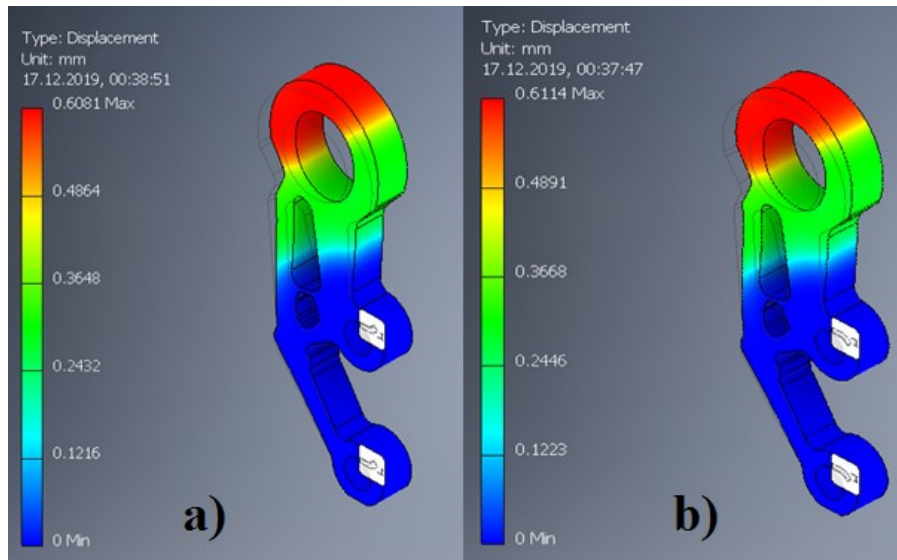 Type: Displacement
Unit: mm
17.12.2019, 00:38:51
0.6081 Max
0.4864
0.3648
0.2432
0.1216
0 Min
a)
Type: Displacement
Unit: mm
17.12.2019, 00:37:47
0.6114 Max
0.4891
0.3668
0.2446
0.1223
0 Min
b)